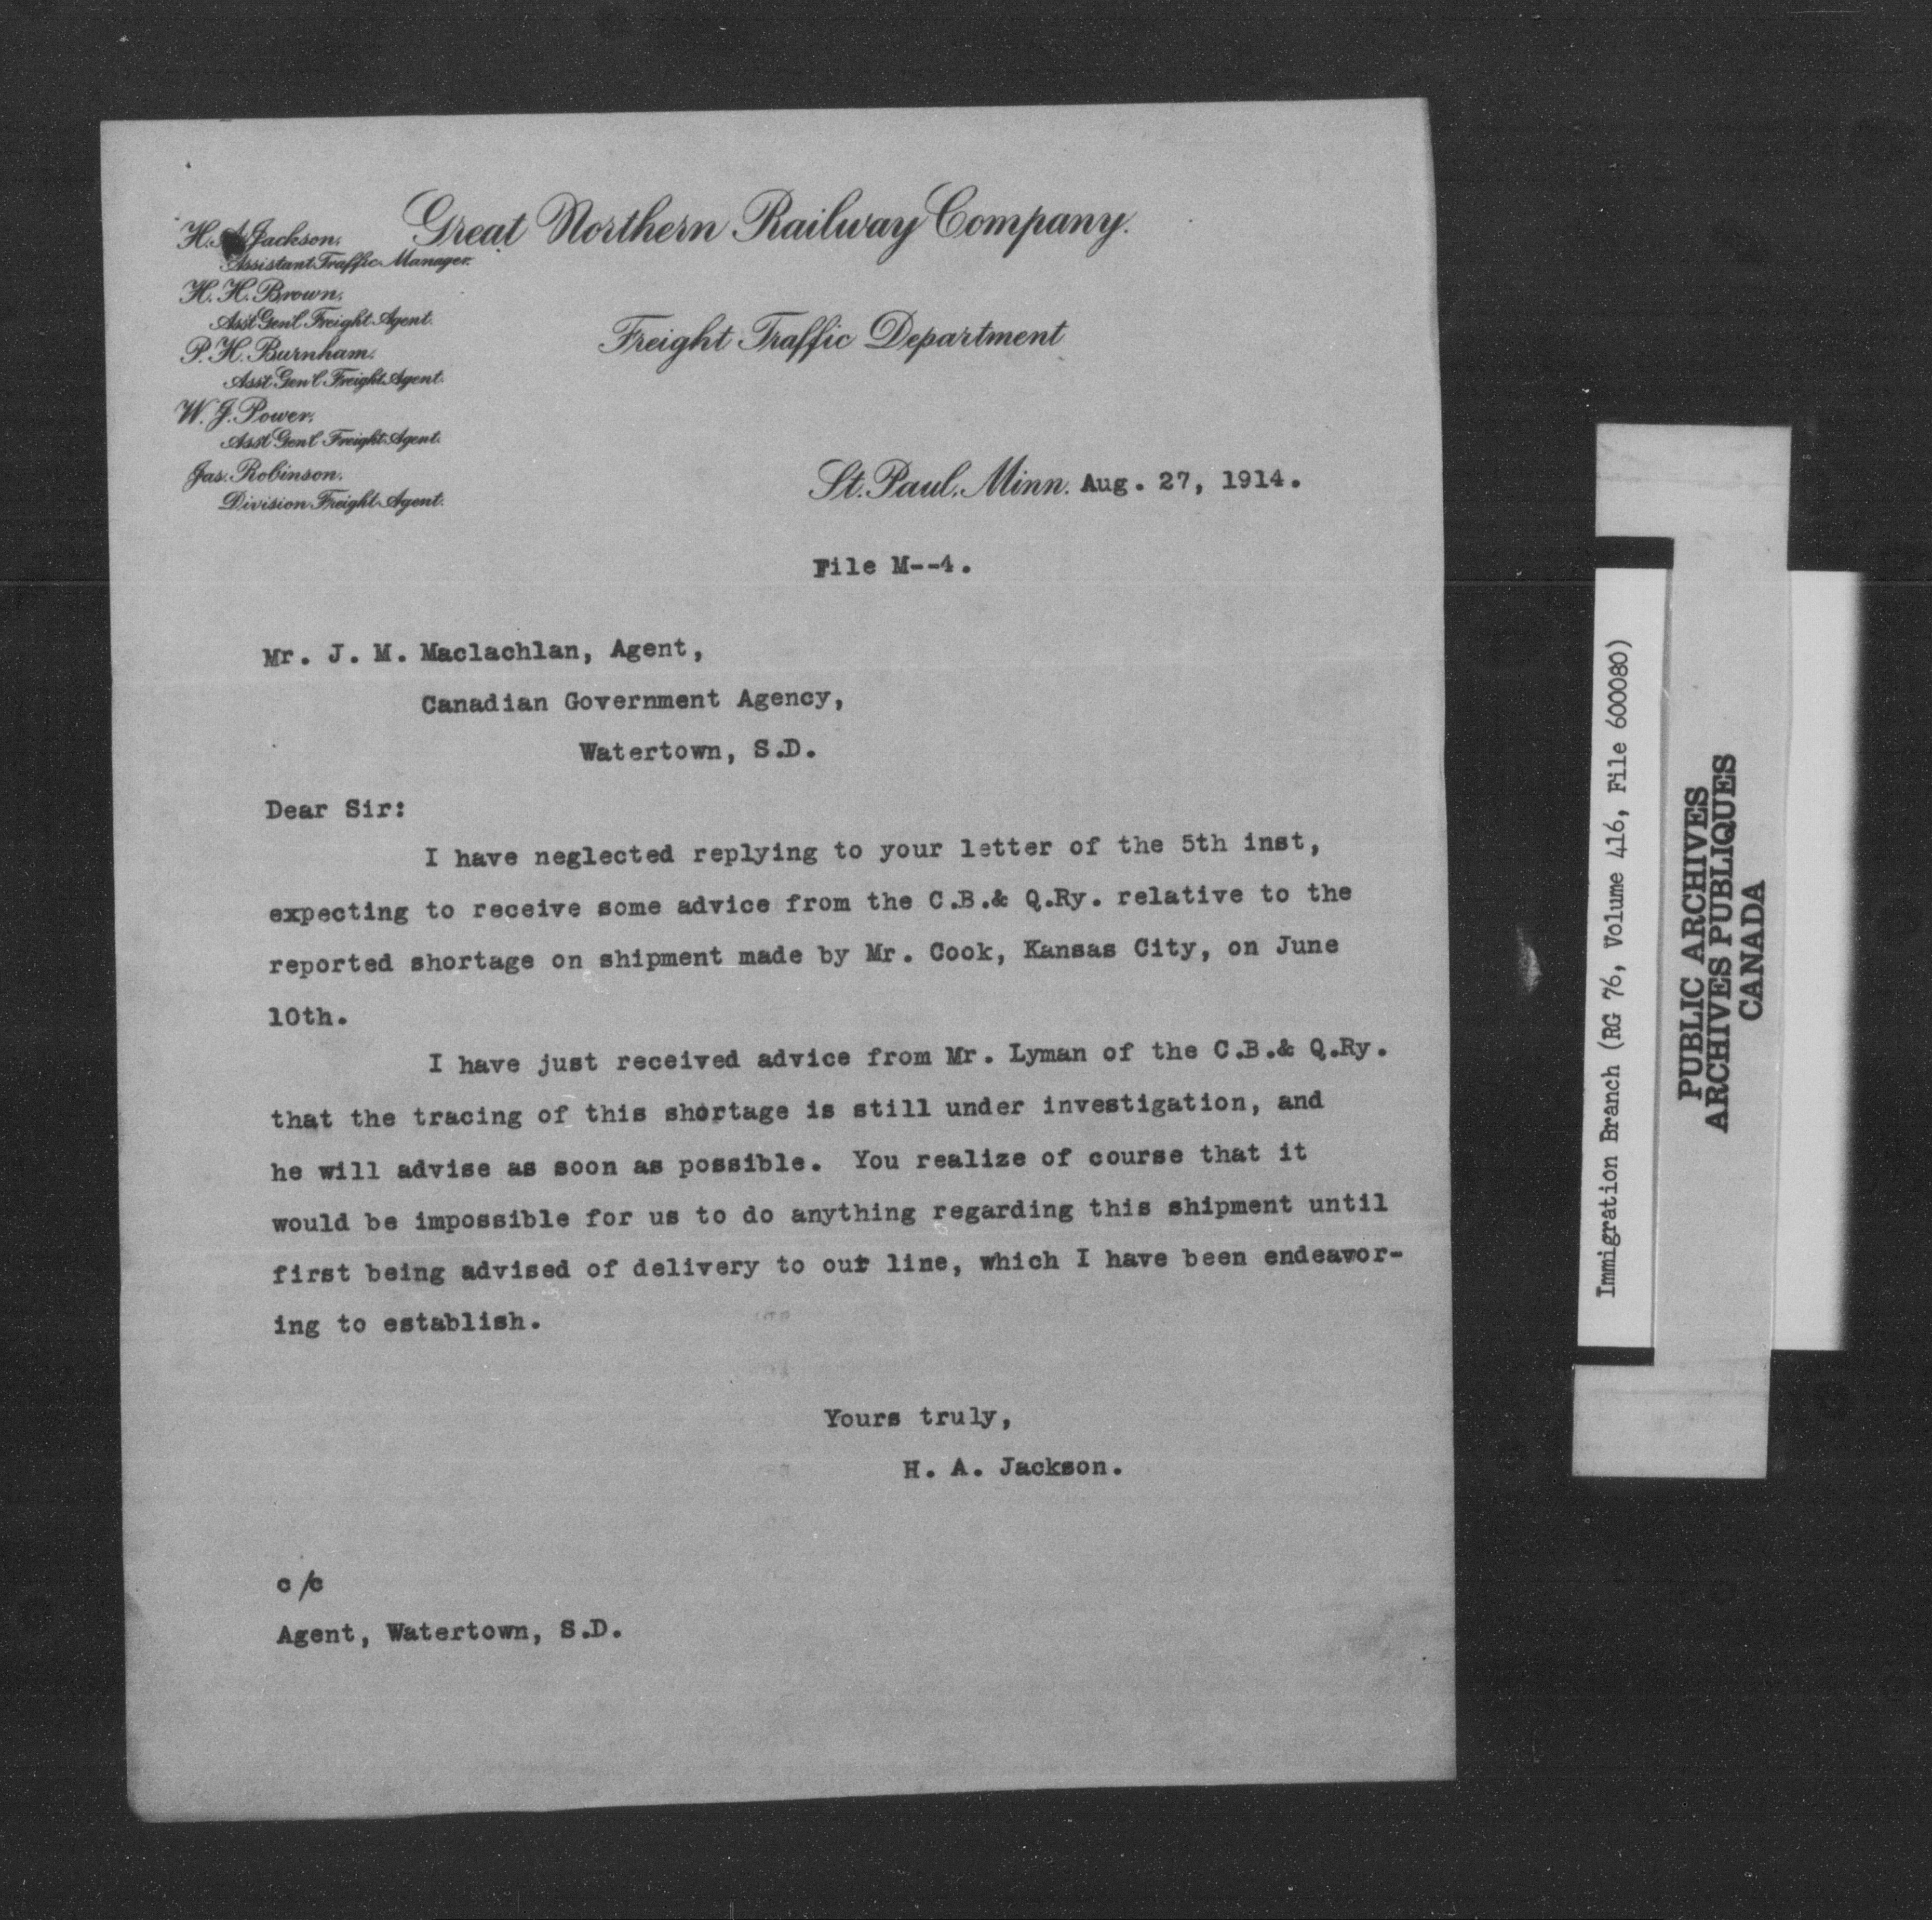 Great Northern Railway Company.
H. A. Jackson,
Assistant Traffic Manager.
H. H. Brown,
Ass't Gen'l Freight Agent.
P. H. Burnham,
Asst Gen'l Freight Agent.
W. J. Power,
Asst Gen'l Freight Agent.
Jas. Robinson,
Division Freight Agent.
Freight Traffic Department
St. Paul, Minn. Aug. 27, 1914.
File M--4.
Mr. J. M. Maclachlan, Agent,
Canadian Government Agency,
Watertown, S.D.
Dear Sir:
I have neglected replying to your letter of the 5th inst,
expecting to receive some advice from the C.B.& Q.Ry. relative to the
reported shortage on shipment made by Mr. Cook, Kansas City, on June
10th.
I have just received advice from Mr. Lyman of the C.B.& Q.Ry.
that the tracing of this shortage is still under investigation, and
he will advise as soon as possible. You realize of course that it
would be impossible for us to do anything regarding this shipment until
first being advised of delivery to our line, which I have been endeavor-
ing to establish.
Yours truly,
H. A. Jackson.
c/c
Agent, Watertown, S.D.
Immigration Branch (RG 76, Volume 416, File 600080)
PUBLIC ARCHIVES
ARCHIVES PUBLIQUES
CANADA